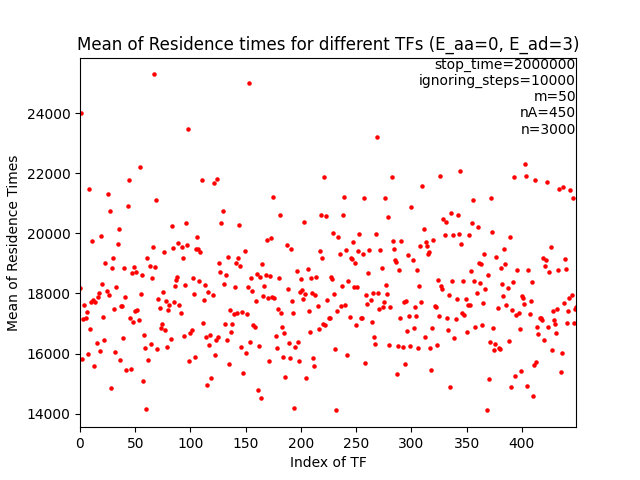 Mean of Residence times for different TFs (E_aa=0, E_ad=3)
stop_time=2000000
ignoring_steps=10000
m=50
nA=450
n=3000
24000
22000
20000
18000
16000
14000
Mean of Residence Times
0 50 100 150 200 250 300 350 400
Index of TF